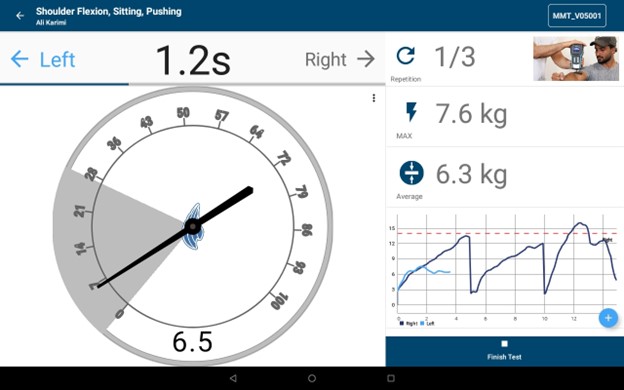 Shoulder Flexion, Sitting, Pushing
Ali Karimi
MMT_V05001
Left
1.2s
Right
Repetition
1/3
MAX
7.6 kg
Average
6.3 kg
0
7
14
21
28
36
43
50
57
64
72
79
86
93
100
6.5
15
12
9
6
3
0
Right
0 2 4 6 8 10 12
Right Left
Finish Test